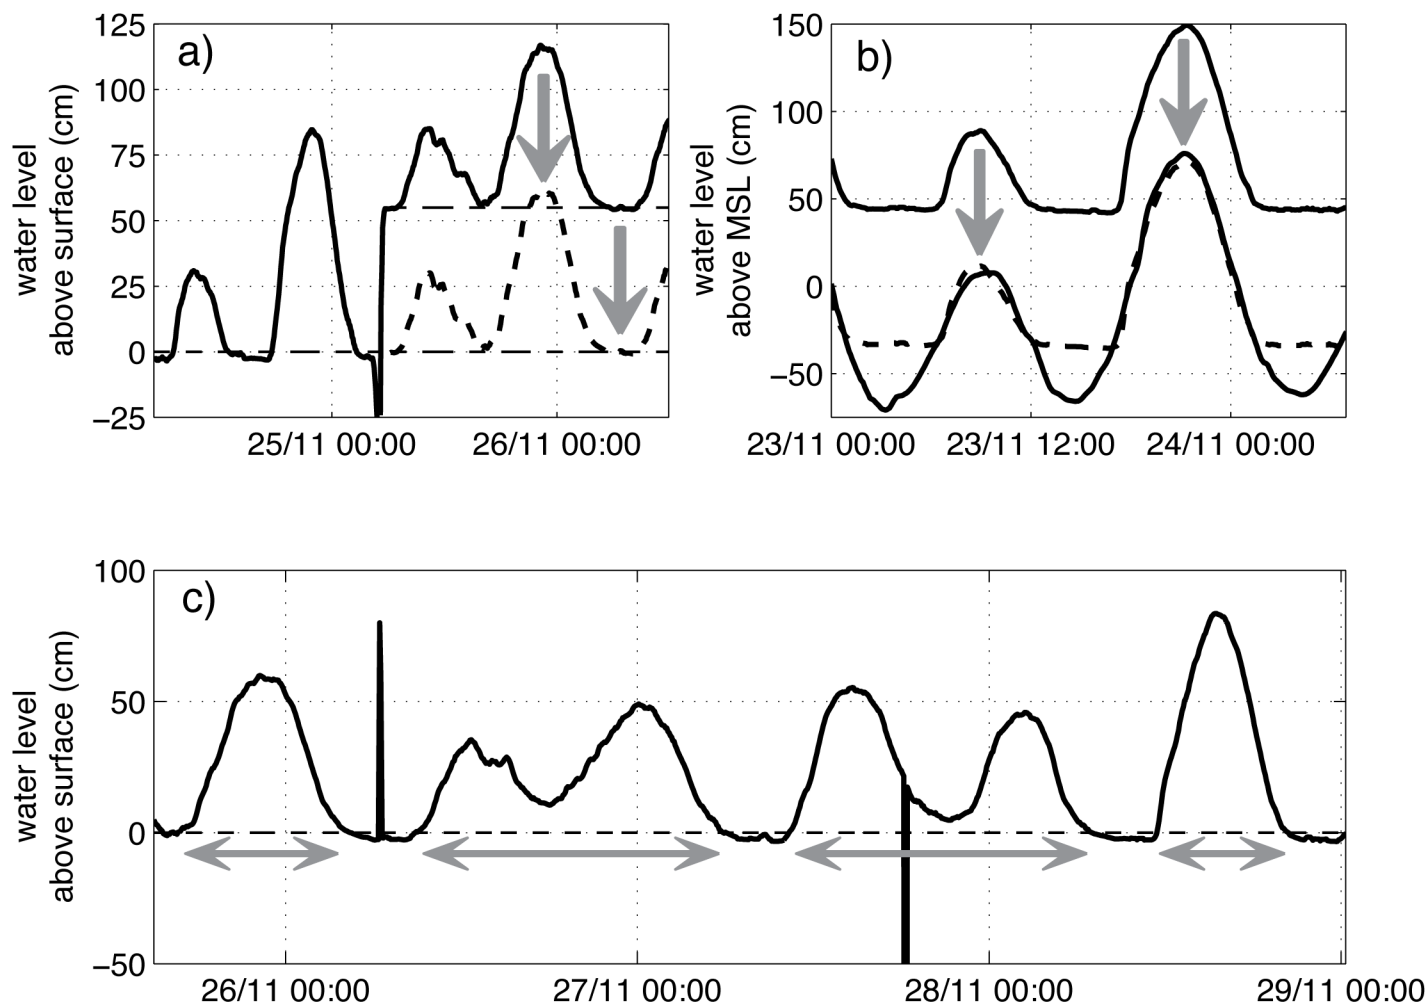 a)
water level
above surface (cm)
125
100
75
50
25
0
−25
25/11 00:00 26/11 00:00
b)
water level
above MSL (cm)
150
100
50
0
−50
23/11 00:00 23/11 12:00 24/11 00:00
c)
water level
above surface (cm)
100
50
0
−50
26/11 00:00 27/11 00:00 28/11 00:00 29/11 00:00